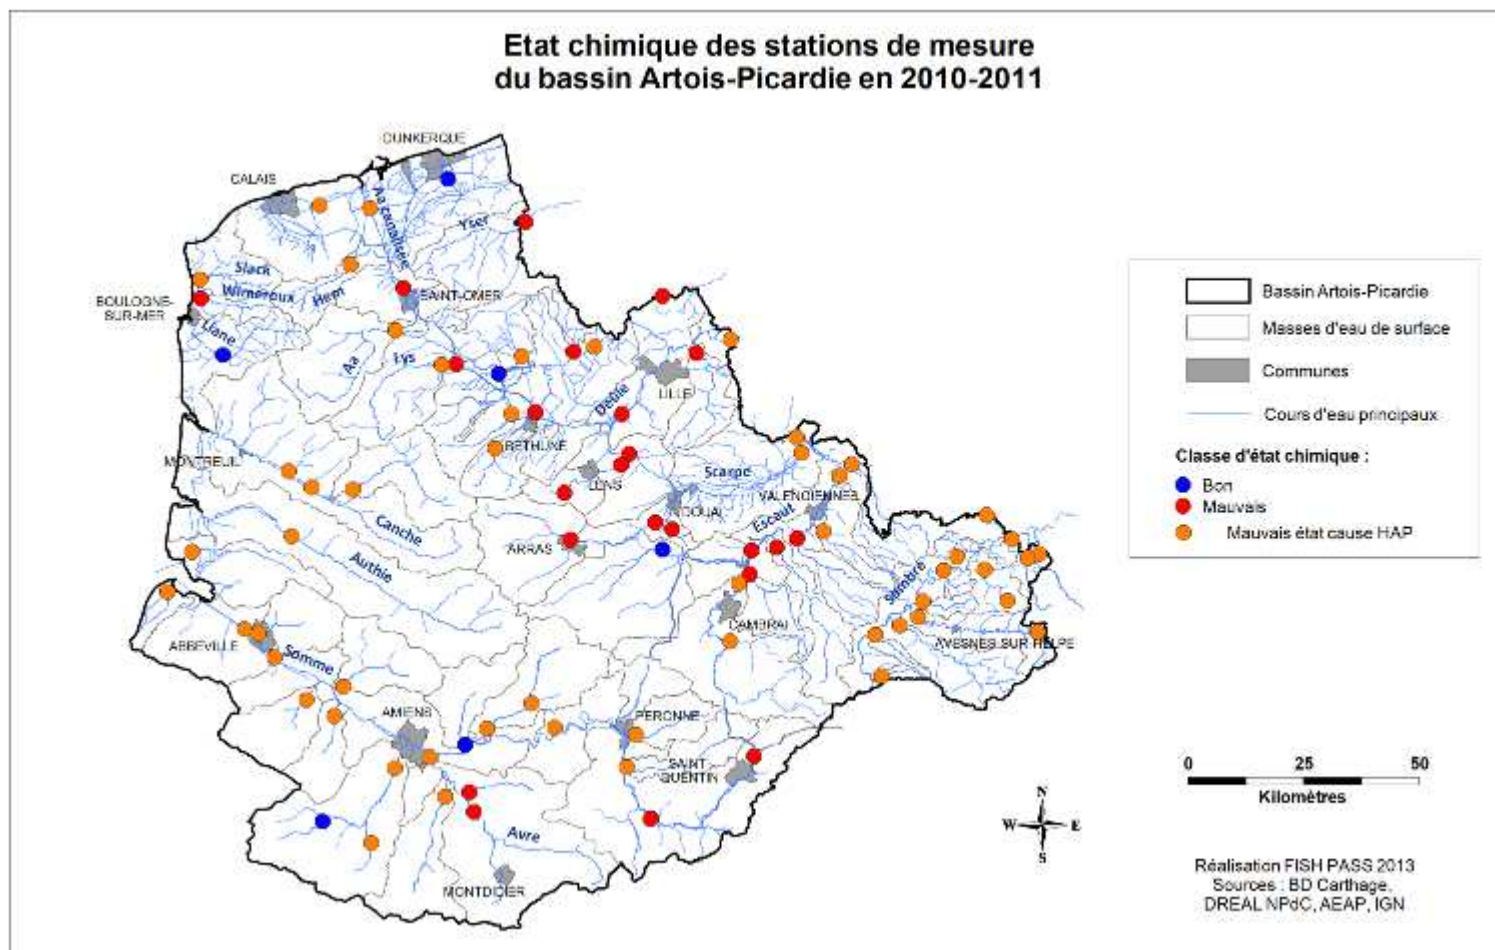 Etat chimique des stations de mesure
du bassin Artois-Picardie en 2010-2011
DUNKERQUE
CALAIS
Aa canalisée
Yser
Slack
Wimereux
Hem
BOULOGNE-
SUR-MER
SAINT-OMER
Liane
Aa
Lys
LILLE
Deûle
BETHUNE
MONTREUIL
LENS
Scarpe
DOUAI
VALENCIENNES
Escaut
Canche
ARRAS
Authie
Sambre
CAMBRAI
AVESNES-SUR-HELPE
ABBEVILLE
Somme
AMIENS
PERONNE
SAINT
QUENTIN
Avre
MONTDIDIER
Bassin Artois-Picardie
Masses d'eau de surface
Communes
Cours d'eau principaux
Classe d'état chimique :
Bon
Mauvais
Mauvais état cause HAP
0 25 50
Kilomètres
N
W E
S
Réalisation FISH PASS 2013
Sources : BD Carthage,
DREAL NPdC, AEAP, IGN